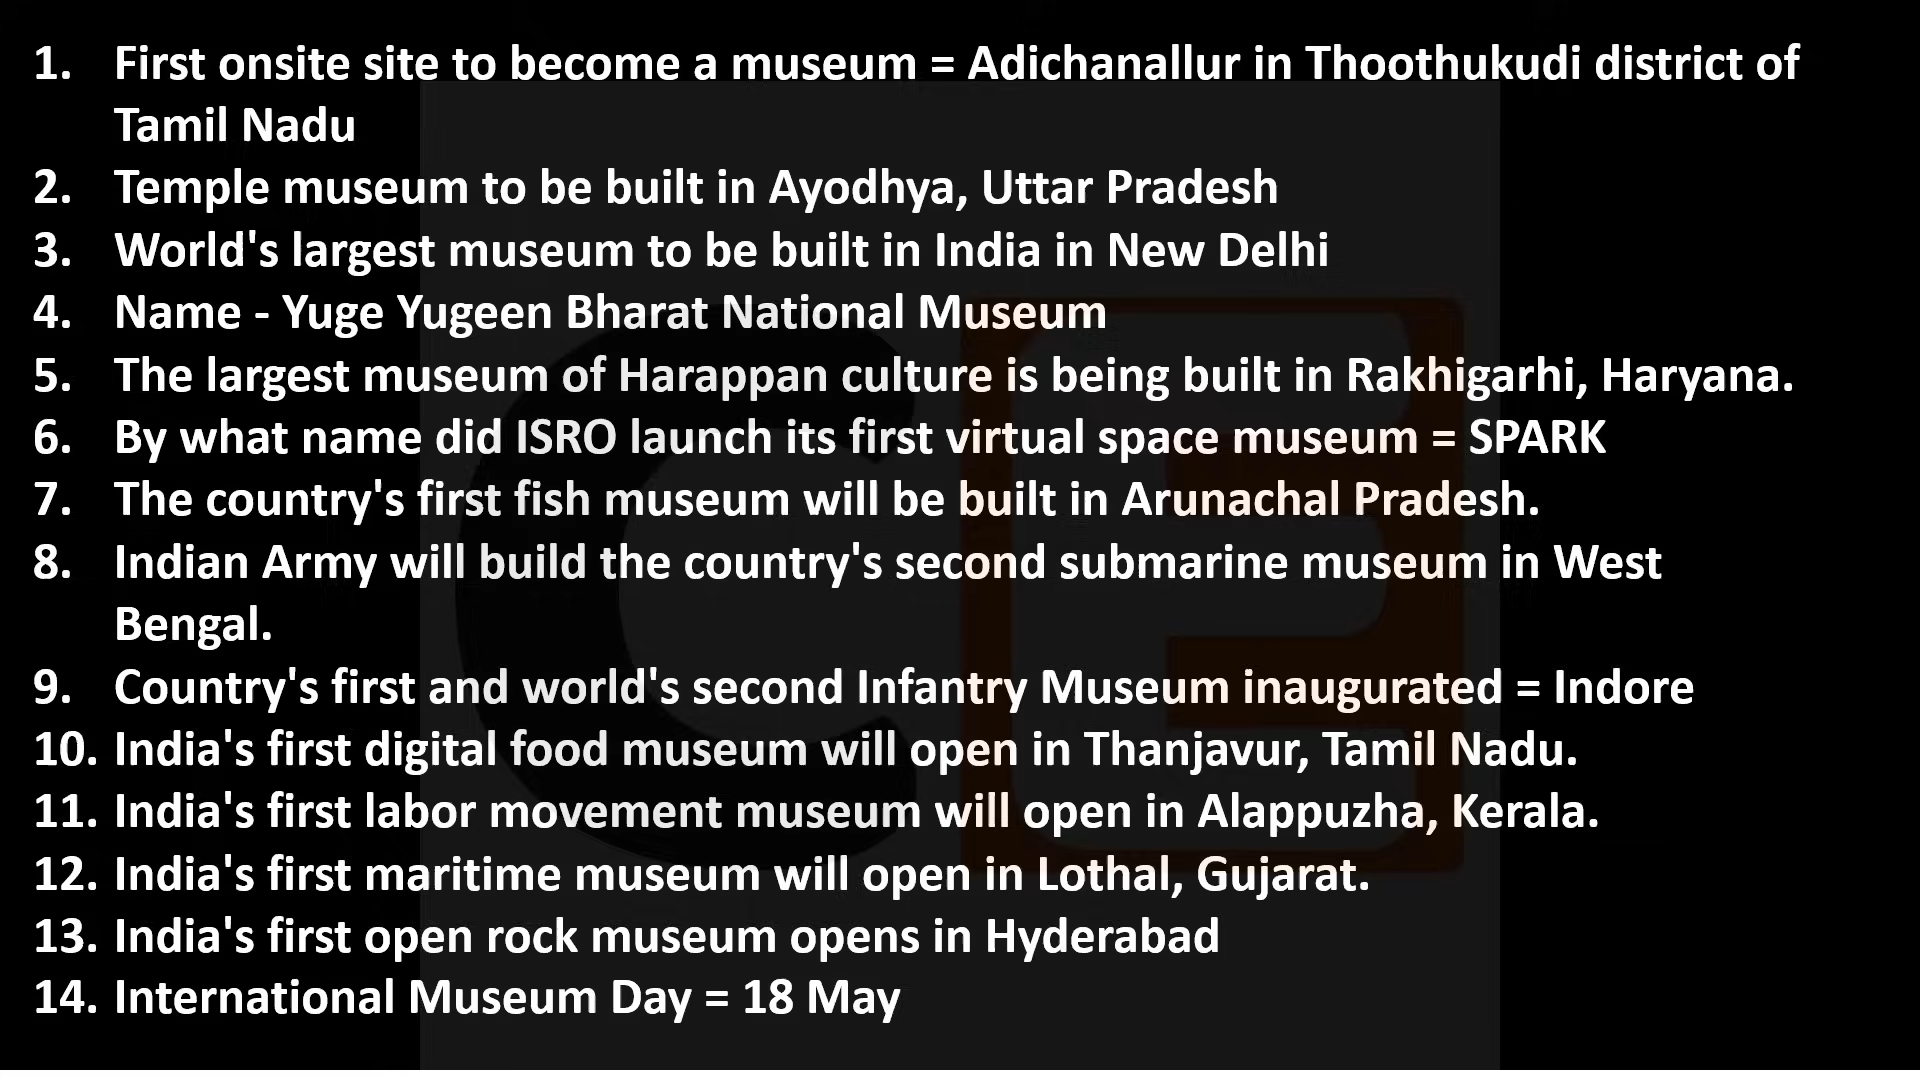 1. First onsite site to become a museum = Adichanallur in Thoothukudi district of
Tamil Nadu
2. Temple museum to be built in Ayodhya, Uttar Pradesh
3. World's largest museum to be built in India in New Delhi
4. Name - Yuge Yugeen Bharat National Museum
5. The largest museum of Harappan culture is being built in Rakhigarhi, Haryana.
6. By what name did ISRO launch its first virtual space museum = SPARK
7. The country's first fish museum will be built in Arunachal Pradesh.
8. Indian Army will build the country's second submarine museum in West
Bengal.
9. Country's first and world's second Infantry Museum inaugurated = Indore
10. India's first digital food museum will open in Thanjavur, Tamil Nadu.
11. India's first labor movement museum will open in Alappuzha, Kerala.
12. India's first maritime museum will open in Lothal, Gujarat.
13. India's first open rock museum opens in Hyderabad
14. International Museum Day = 18 May